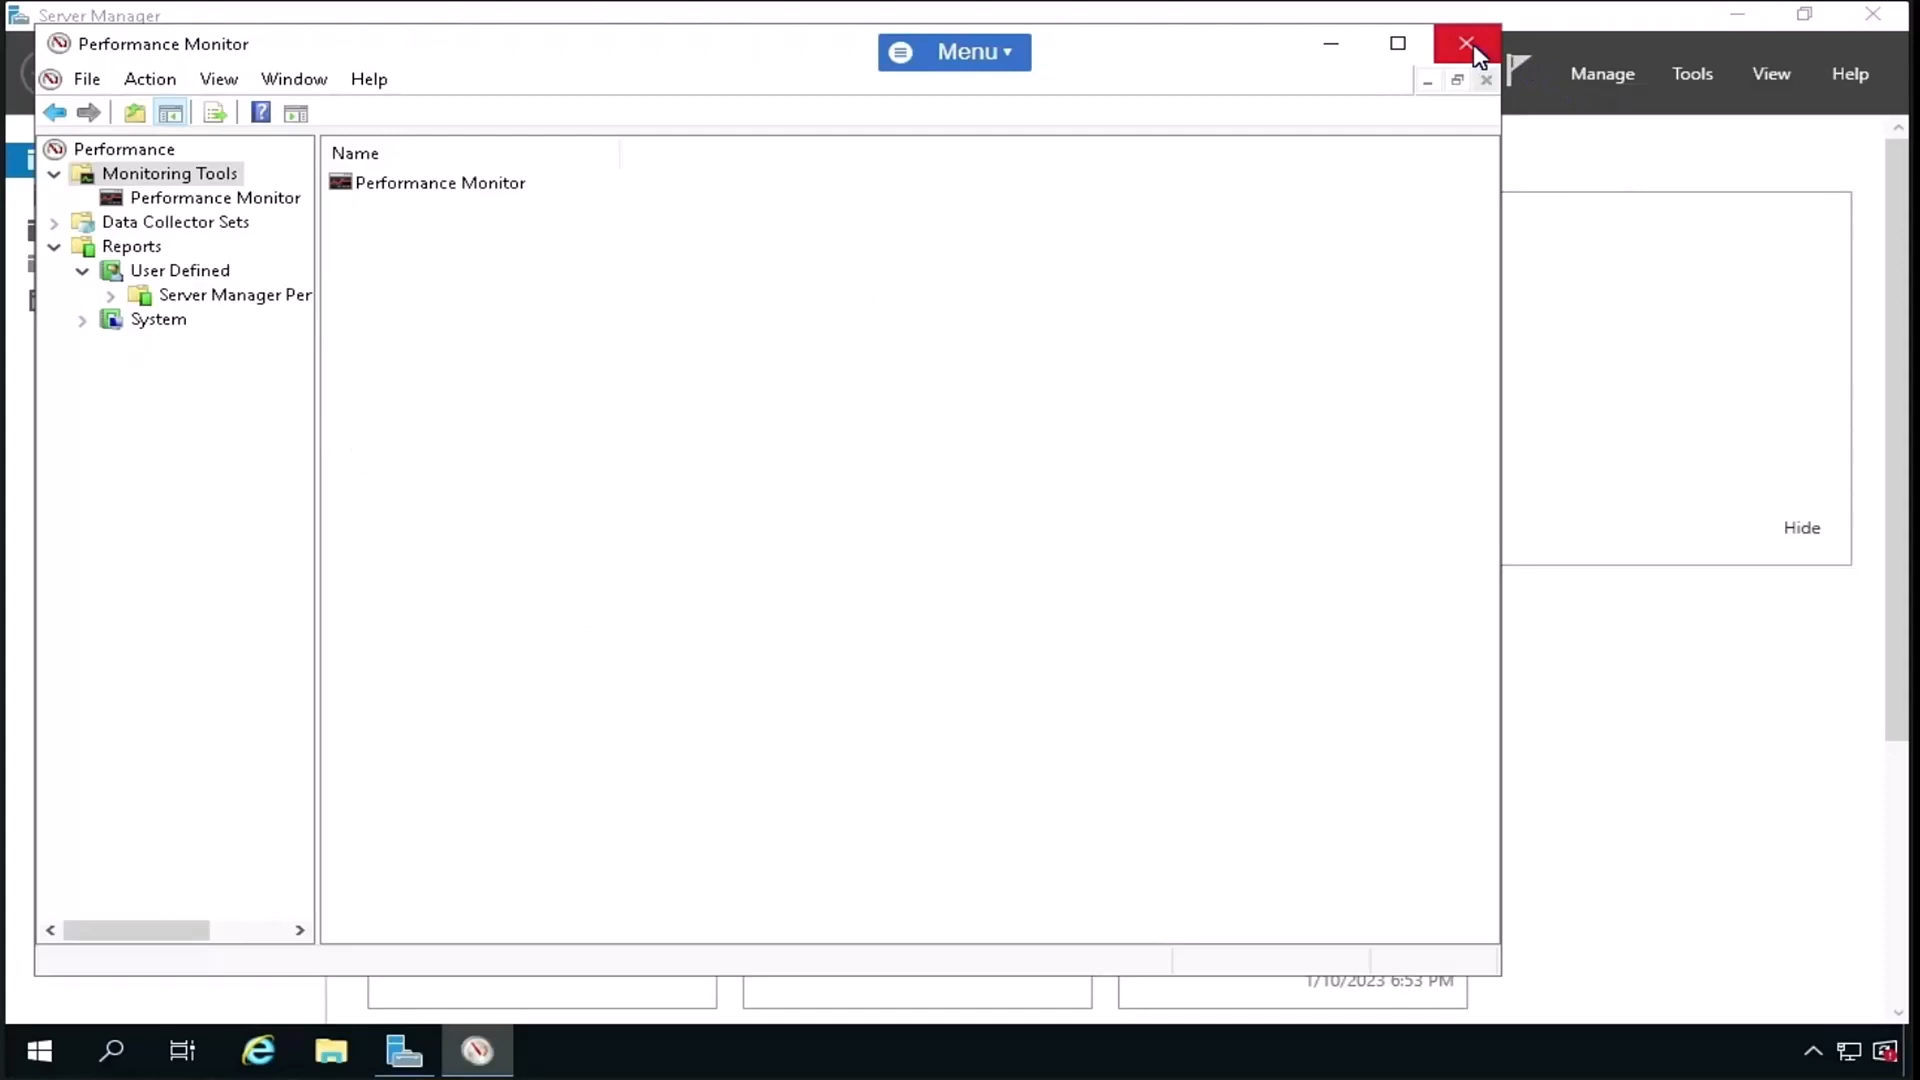 Server Manager
Performance Monitor
Menu
File Action View Window Help
Manage Tools View Help
Performance
Monitoring Tools
Performance Monitor
Data Collector Sets
Reports
User Defined
Server Manager Per
System
Name
Performance Monitor
Hide
1/10/2023 6:53 PM